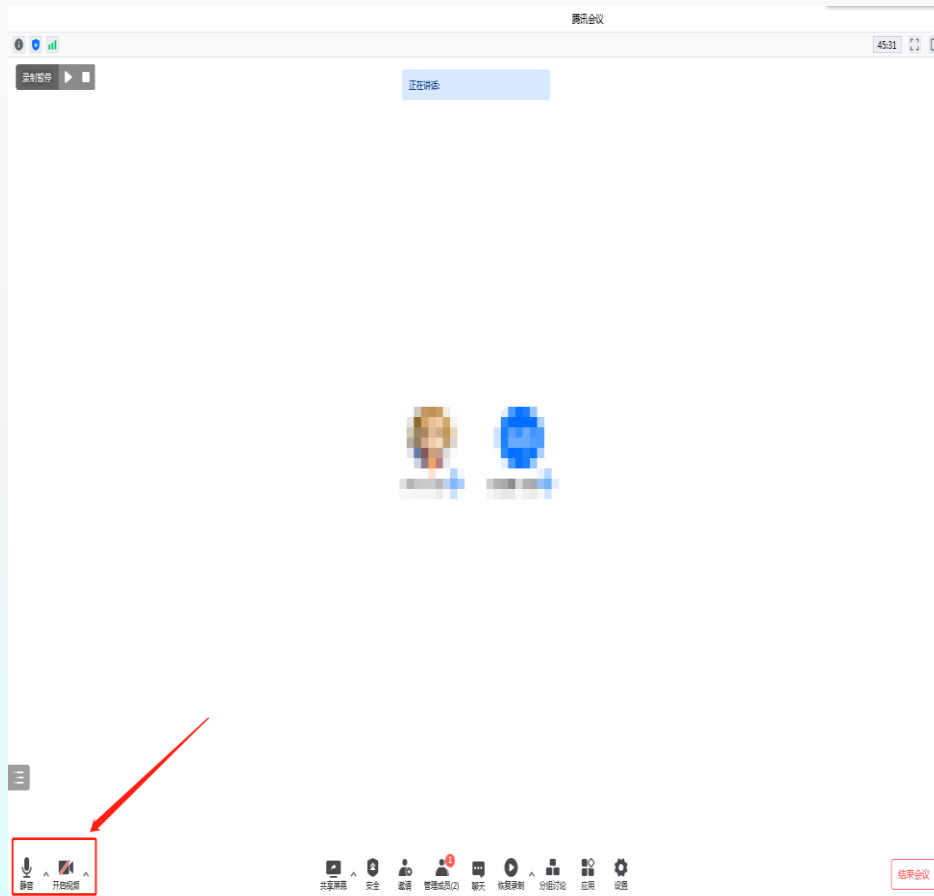 腾讯会议
45:31
录制暂停
正在讲话:
1
静音 开启视频 共享屏幕 安全 邀请 管理成员(2) 聊天 恢复录制 分组讨论 应用 设置 结束会议